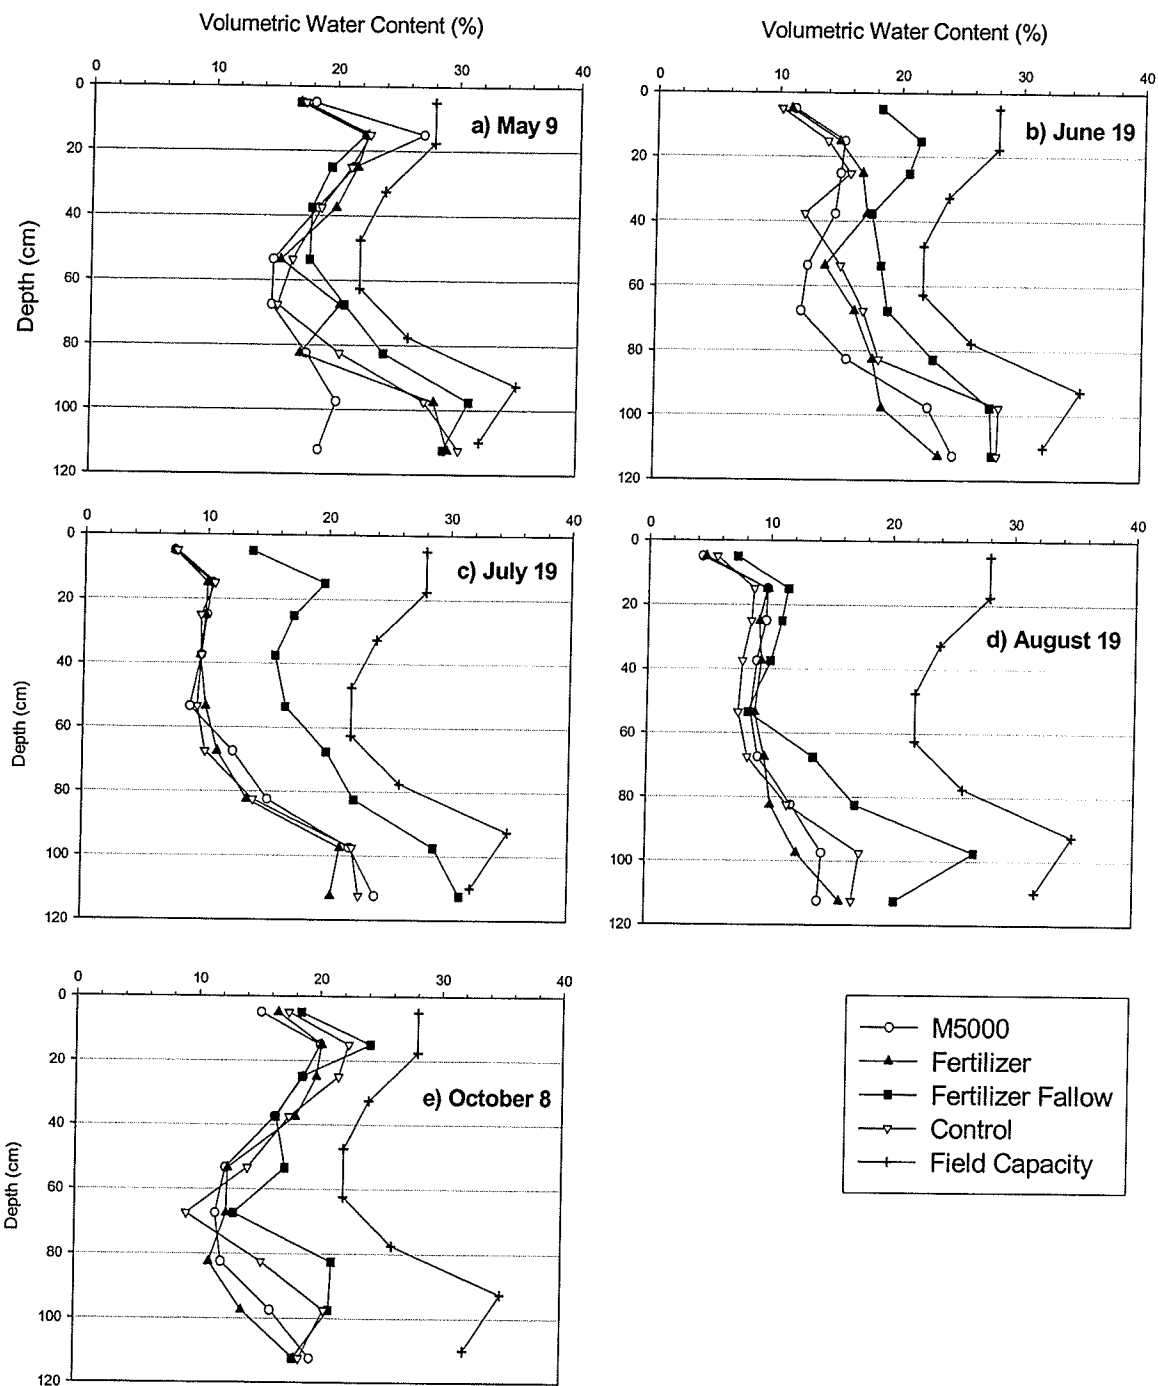 Volumetric Water Content (%)
0 10 20 30 40
0
20
40
60
80
100
120
Depth (cm)
a) May 9
Volumetric Water Content (%)
0 10 20 30 40
0
20
40
60
80
100
120
b) June 19
0 10 20 30 40
0
20
40
60
80
100
120
Depth (cm)
c) July 19
0 10 20 30 40
0
20
40
60
80
100
120
d) August 19
0 10 20 30 40
0
20
40
60
80
100
120
Depth (cm)
e) October 8
M5000
Fertilizer
Fertilizer Fallow
Control
Field Capacity